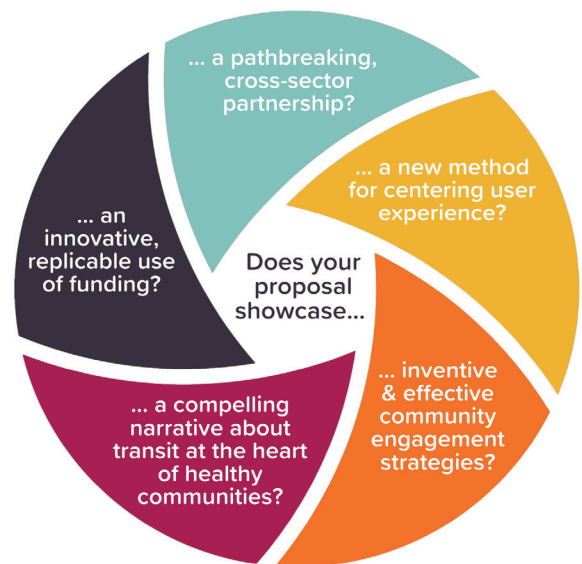 Does your
proposal
showcase...
... a pathbreaking,
cross-sector
partnership?
... a new method
for centering user
experience?
... inventive
& effective
community
engagement
strategies?
... a compelling
narrative about
transit at the heart
of healthy
communities?
... an
innovative,
replicable use
of funding?